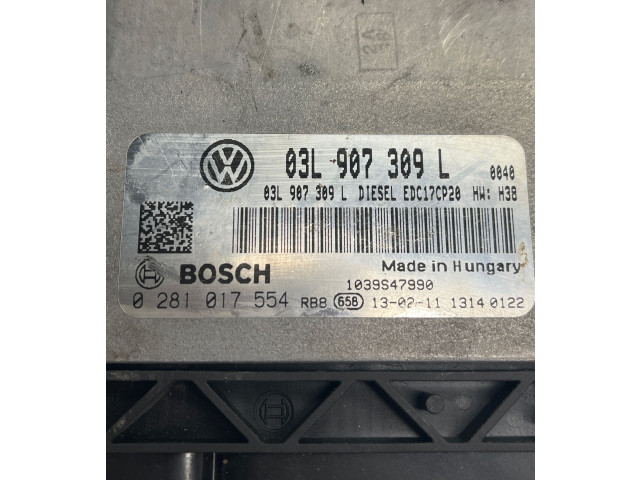 03L 907 309 L 0040
03L 907 309 L DIESEL EDC17CP20 HW: H38
Made in Hungary
BOSCH 1039S47990
0 281 017 554 RB8 65B 13-02-11 1314 0122